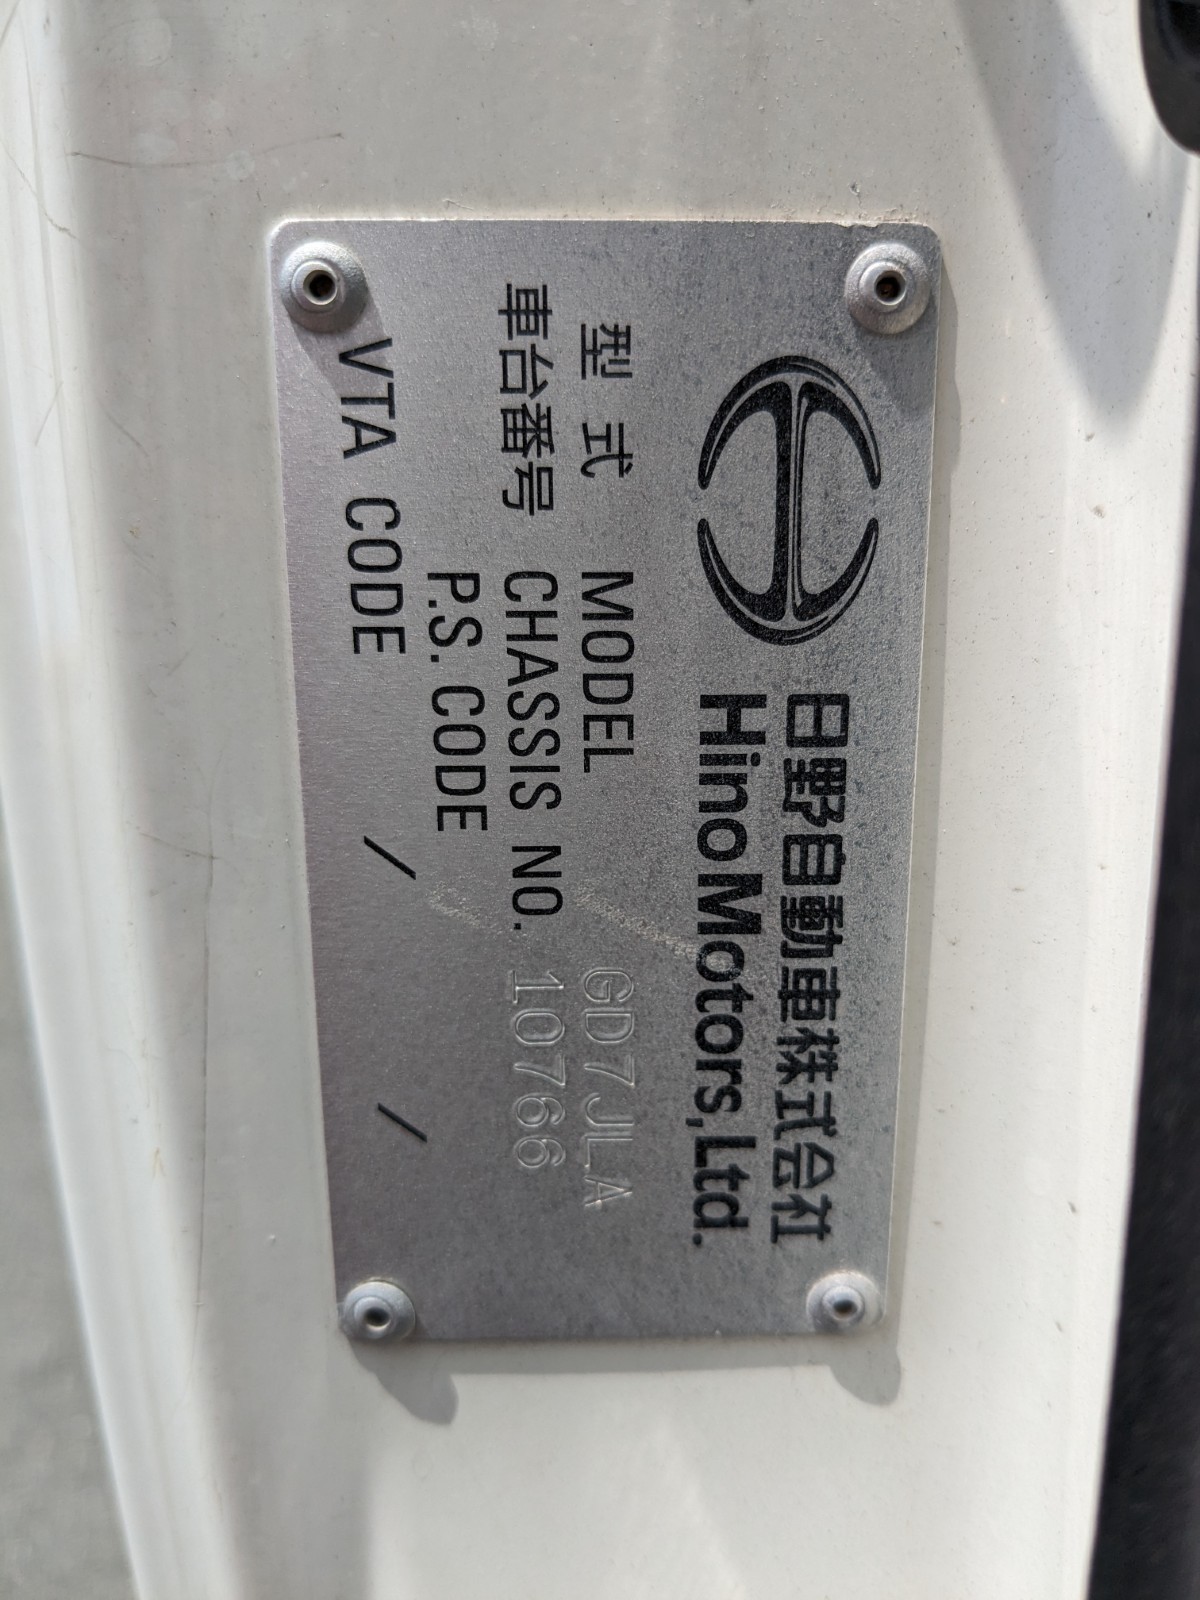 日野自動車株式会社
Hino Motors, Ltd.
型式 MODEL GD7JLA
車台番号 CHASSIS NO. 10766
P.S. CODE
VTA CODE / /